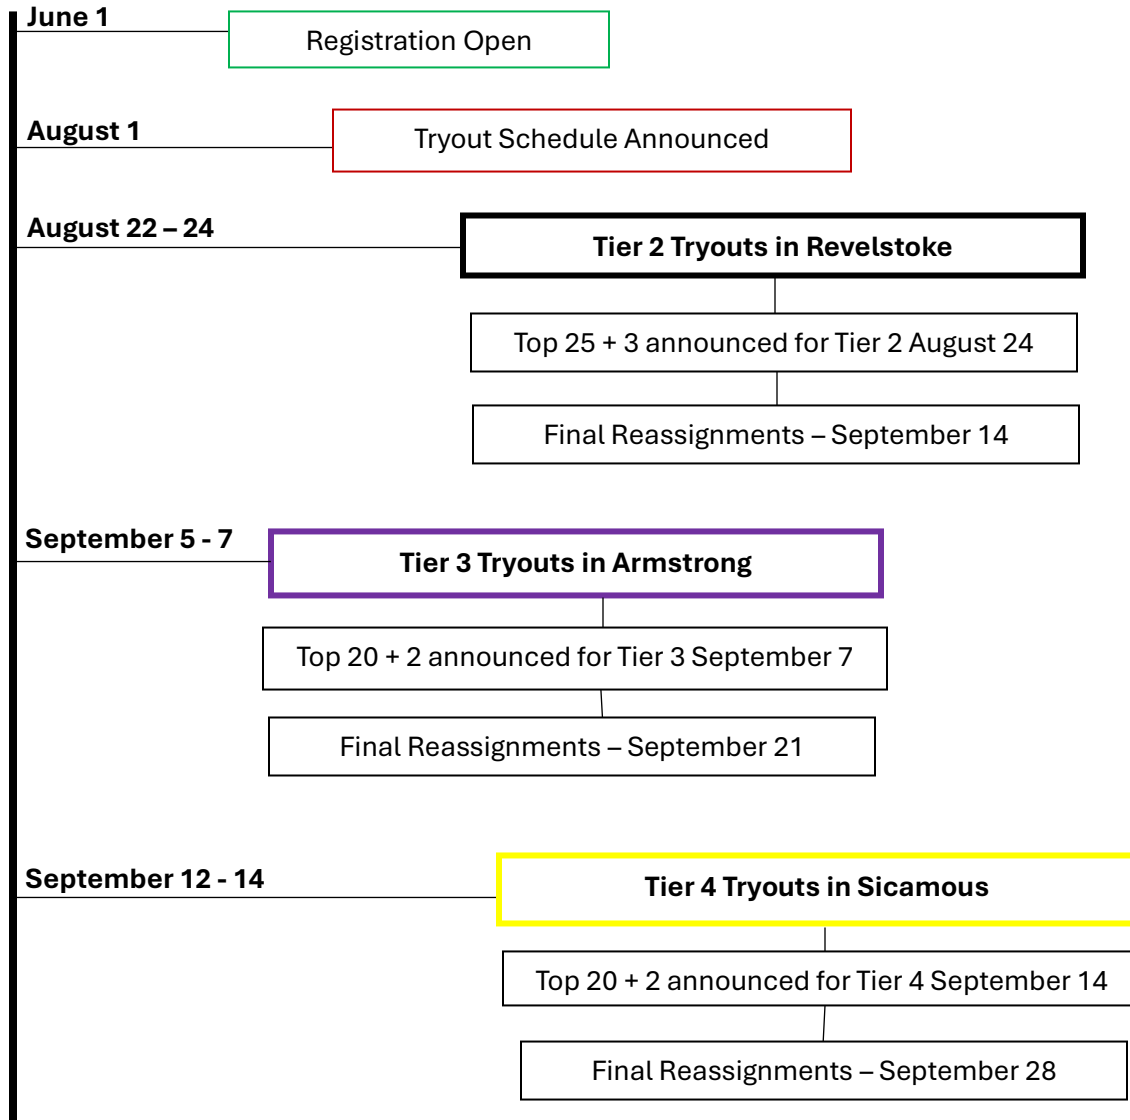 June 1
Registration Open
August 1
Tryout Schedule Announced
August 22 – 24
Tier 2 Tryouts in Revelstoke
Top 25 + 3 announced for Tier 2 August 24
Final Reassignments – September 14
September 5 - 7
Tier 3 Tryouts in Armstrong
Top 20 + 2 announced for Tier 3 September 7
Final Reassignments – September 21
September 12 - 14
Tier 4 Tryouts in Sicamous
Top 20 + 2 announced for Tier 4 September 14
Final Reassignments – September 28